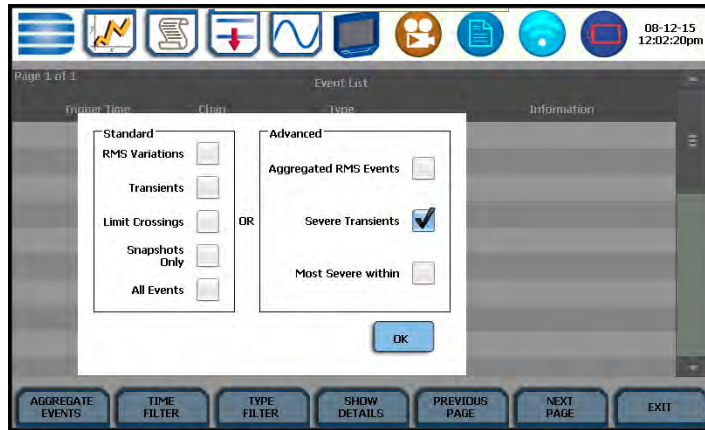 08-12-15
12:02:20pm
Page 1 of 1
Event List
Trigger Time Chan Type Information
Standard
RMS Variations
Transients
Limit Crossings
Snapshots
Only
All Events
OR
Advanced
Aggregated RMS Events
Severe Transients
Most Severe within
OK
AGGREGATE
EVENTS
TIME
FILTER
TYPE
FILTER
SHOW
DETAILS
PREVIOUS
PAGE
NEXT
PAGE
EXIT